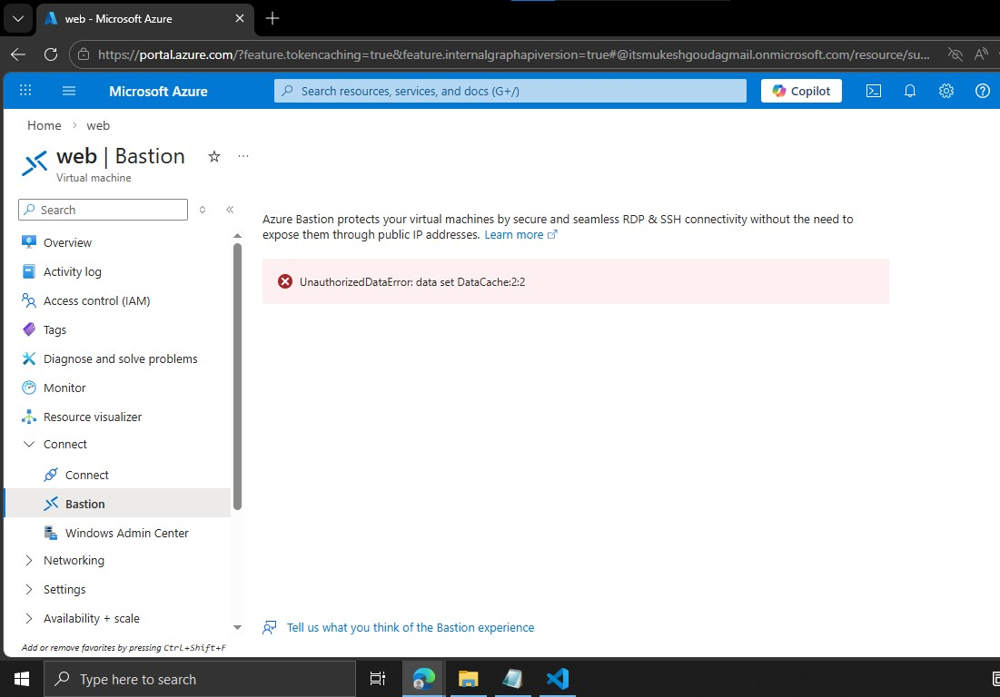 web - Microsoft Azure
https://portal.azure.com/?feature.tokencaching=true&feature.internalgraphapiversion=true#@itsmukeshgoudagmail.onmicrosoft.com/resource/su...
Microsoft Azure
Search resources, services, and docs (G+/)
Copilot
Home > web
web | Bastion
Virtual machine
Search
Azure Bastion protects your virtual machines by secure and seamless RDP & SSH connectivity without the need to
expose them through public IP addresses. Learn more
UnauthorizedDataError: data set DataCache:2:2
Overview
Activity log
Access control (IAM)
Tags
Diagnose and solve problems
Monitor
Resource visualizer
Connect
Connect
Bastion
Windows Admin Center
Networking
Settings
Availability + scale
Tell us what you think of the Bastion experience
Add or remove favorites by pressing Ctrl+Shift+F
Type here to search